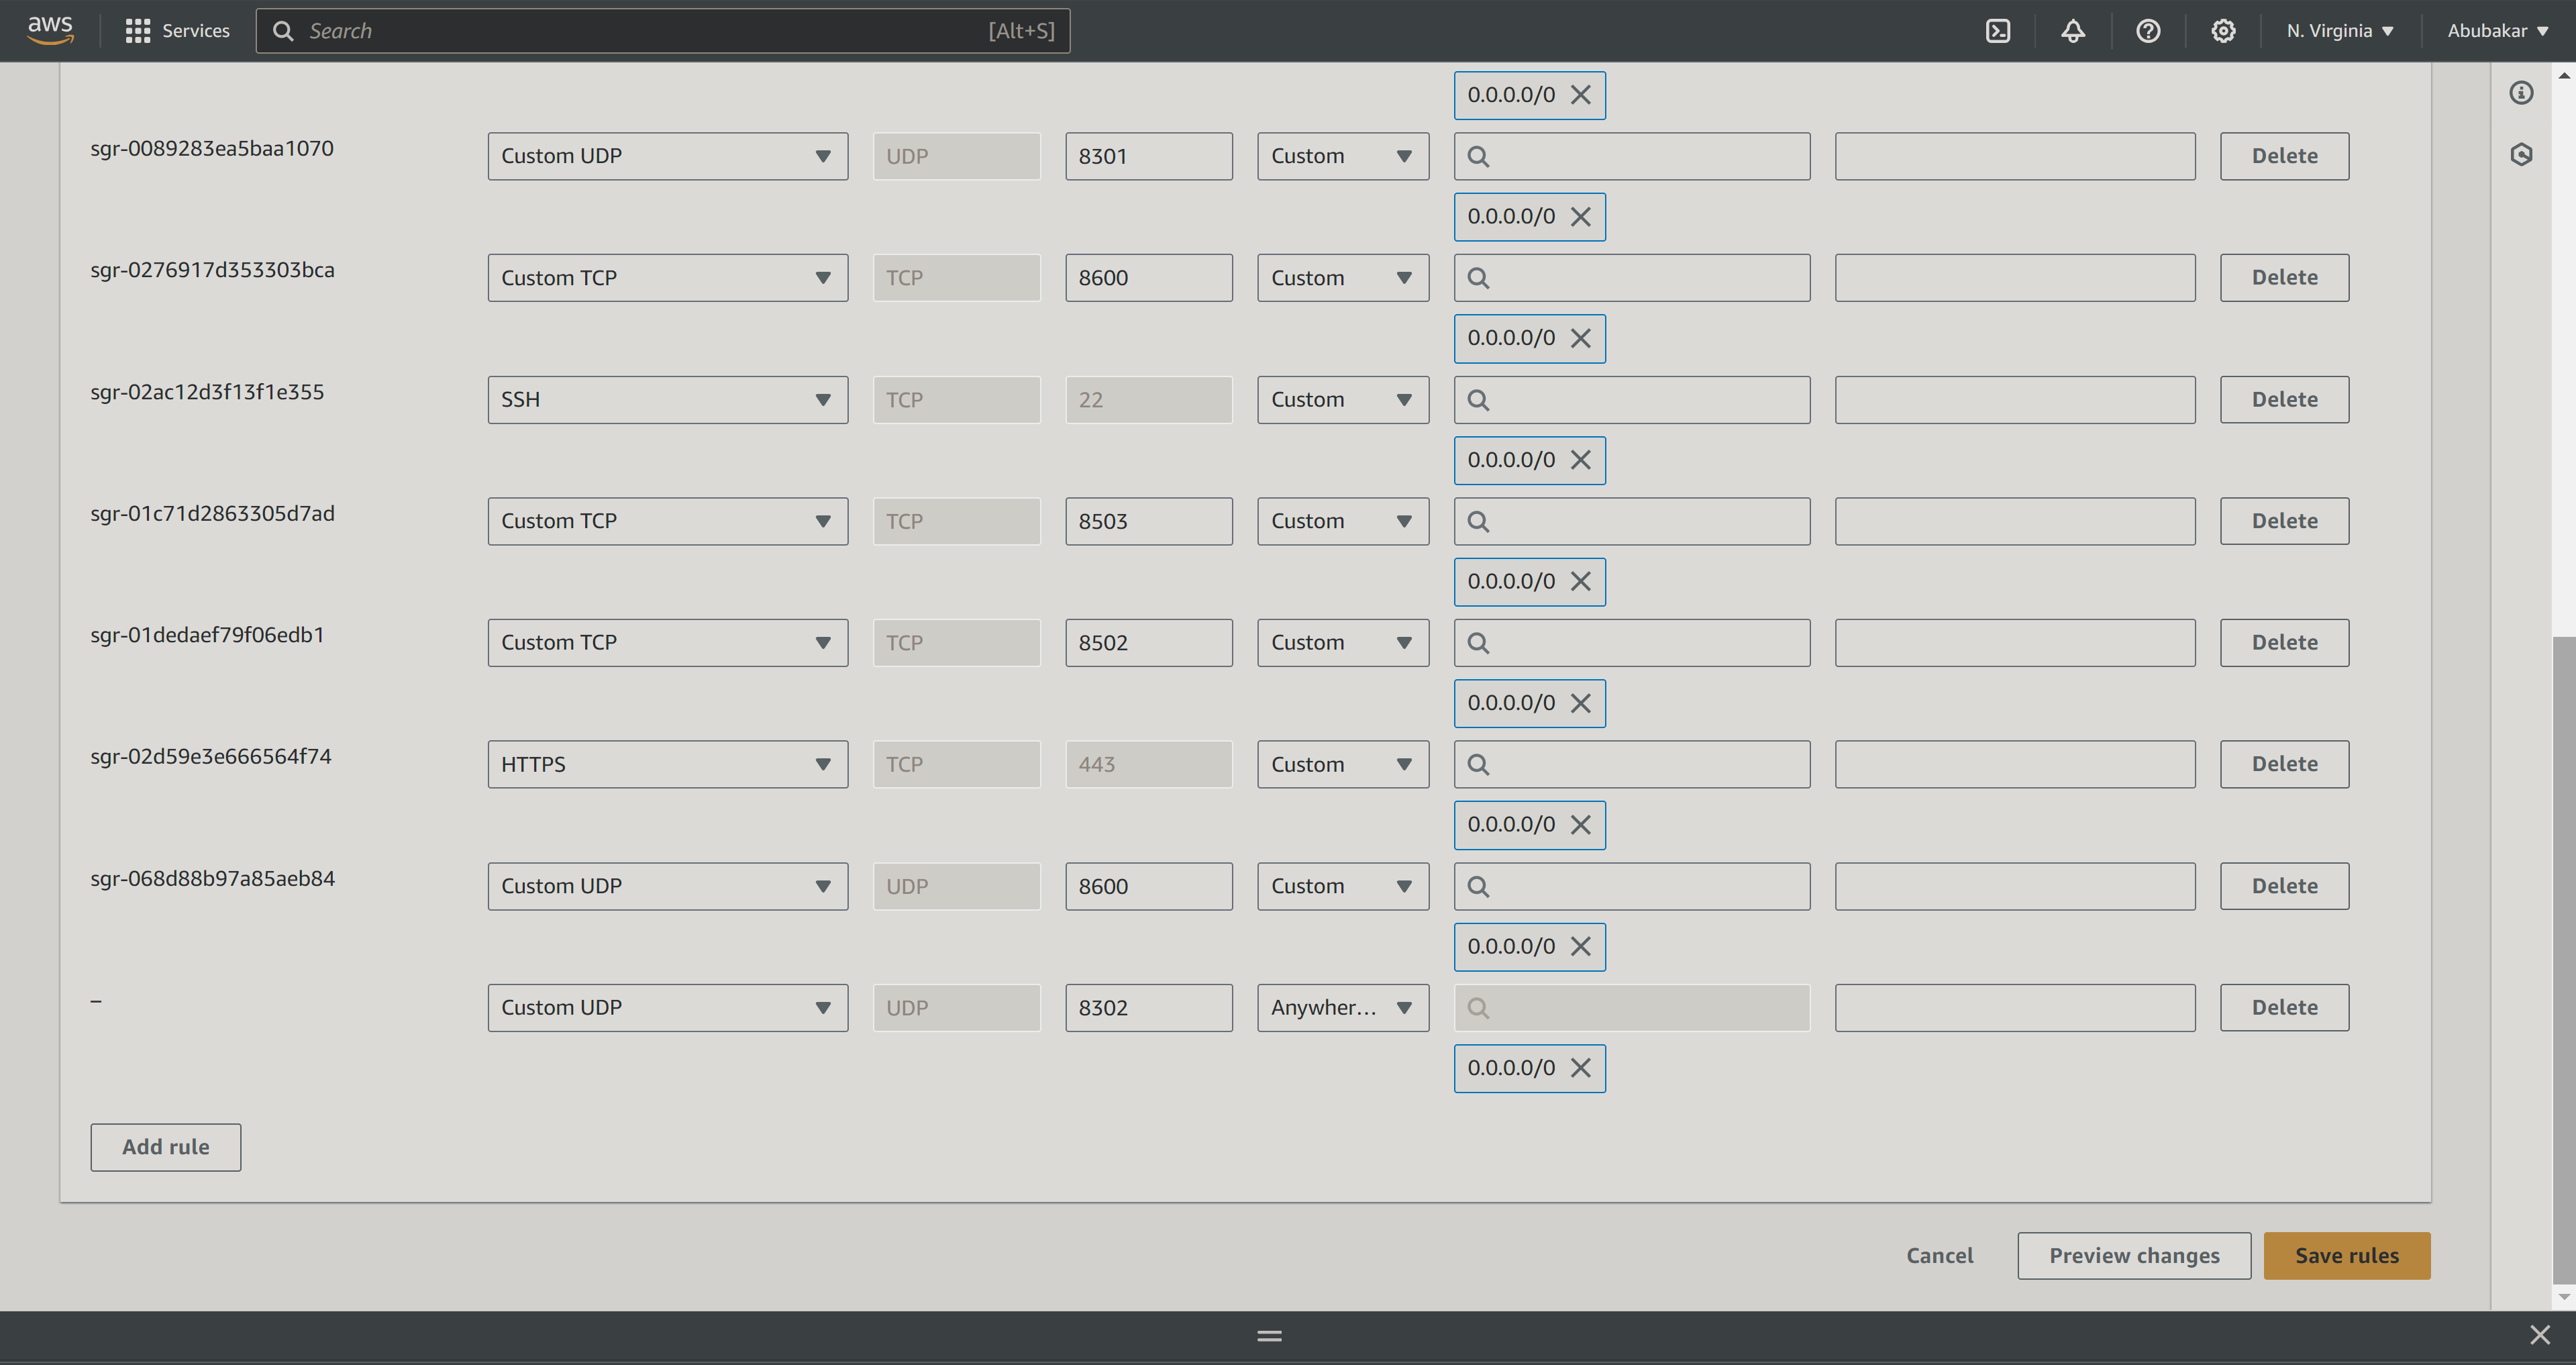 aws Services Search [Alt+S] N. Virginia Abubakar
0.0.0.0/0
sgr-0089283ea5baa1070 Custom UDP UDP 8301 Custom Delete
0.0.0.0/0
sgr-0276917d353303bca Custom TCP TCP 8600 Custom Delete
0.0.0.0/0
sgr-02ac12d3f13f1e355 SSH TCP 22 Custom Delete
0.0.0.0/0
sgr-01c71d2863305d7ad Custom TCP TCP 8503 Custom Delete
0.0.0.0/0
sgr-01dedaef79f06edb1 Custom TCP TCP 8502 Custom Delete
0.0.0.0/0
sgr-02d59e3e666564f74 HTTPS TCP 443 Custom Delete
0.0.0.0/0
sgr-068d88b97a85aeb84 Custom UDP UDP 8600 Custom Delete
0.0.0.0/0
– Custom UDP UDP 8302 Anywher... Delete
0.0.0.0/0
Add rule
Cancel Preview changes Save rules